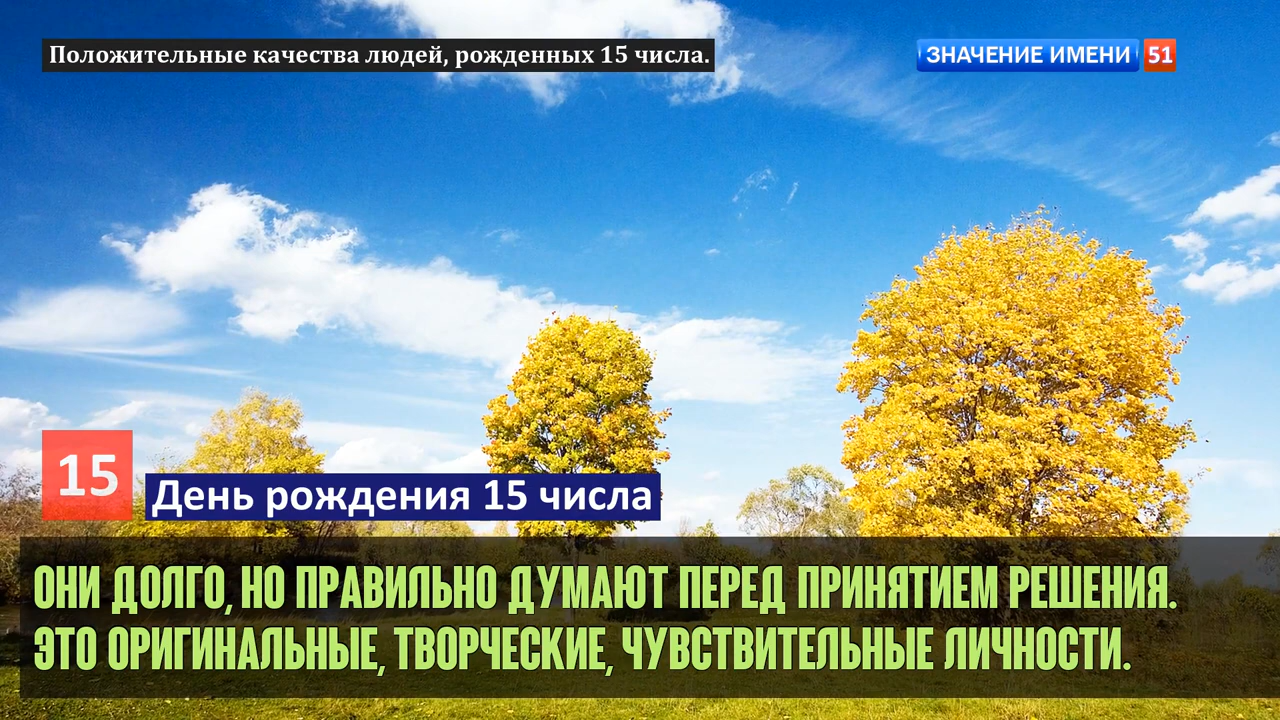 Положительные качества людей, рожденных 15 числа.
ЗНАЧЕНИЕ ИМЕНИ 51
15
День рождения 15 числа
ОНИ ДОЛГО, НО ПРАВИЛЬНО ДУМАЮТ ПЕРЕД ПРИНЯТИЕМ РЕШЕНИЯ.
ЭТО ОРИГИНАЛЬНЫЕ, ТВОРЧЕСКИЕ, ЧУВСТВИТЕЛЬНЫЕ ЛИЧНОСТИ.